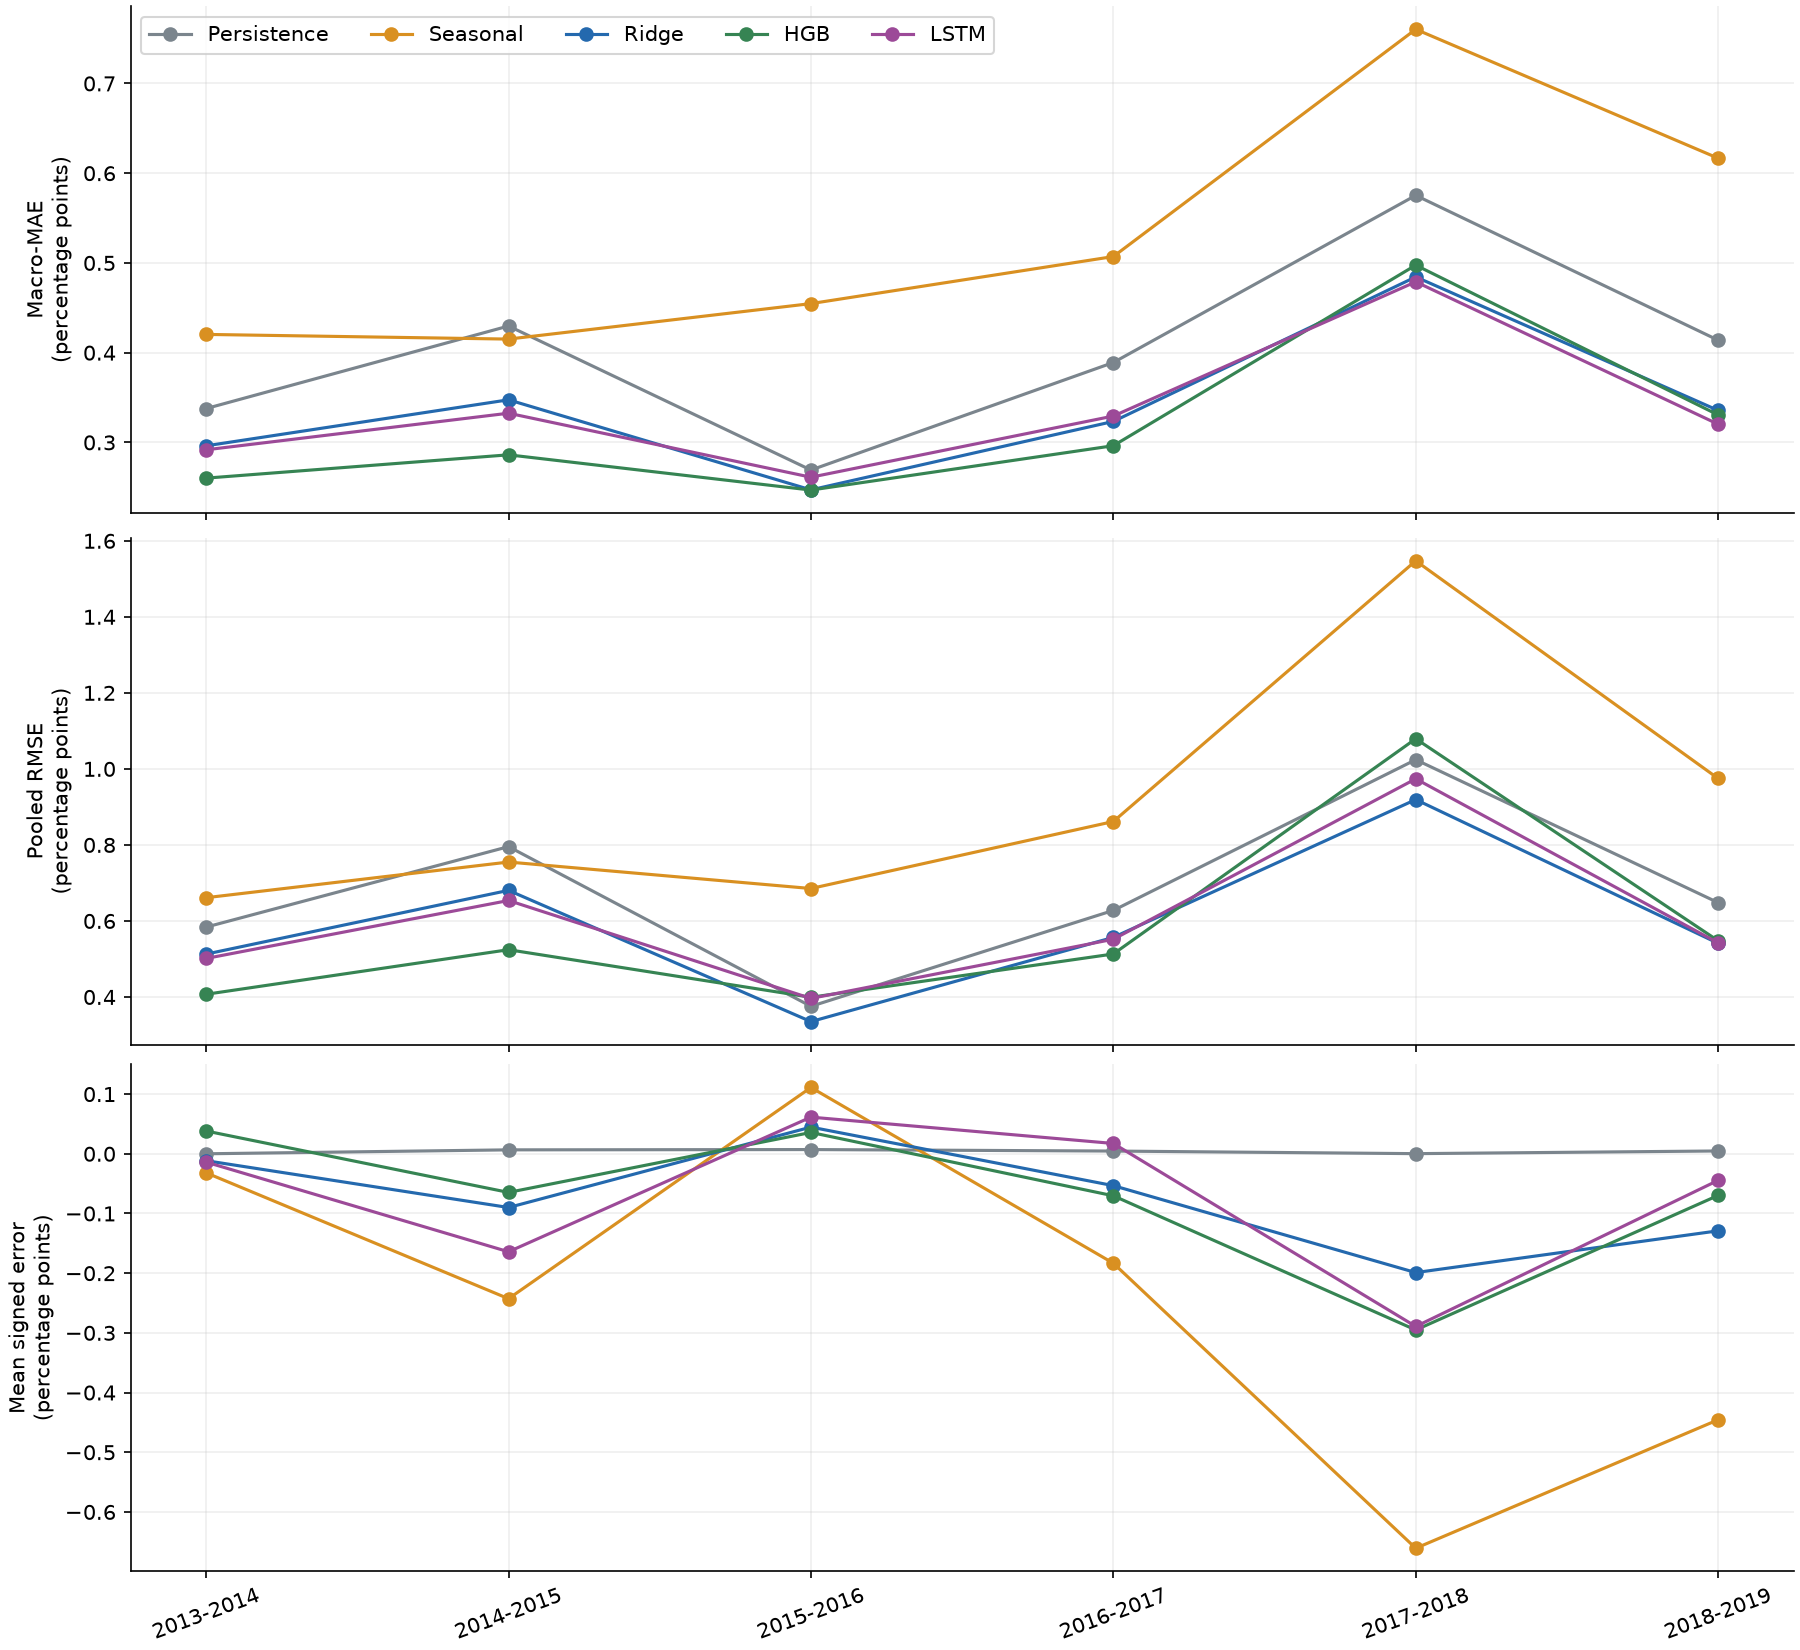 Persistence Seasonal Ridge HGB LSTM
Macro-MAE
(percentage points)
0.7
0.6
0.5
0.4
0.3
Pooled RMSE
(percentage points)
1.6
1.4
1.2
1.0
0.8
0.6
0.4
Mean signed error
(percentage points)
0.1
0.0
−0.1
−0.2
−0.3
−0.4
−0.5
−0.6
2013-2014 2014-2015 2015-2016 2016-2017 2017-2018 2018-2019